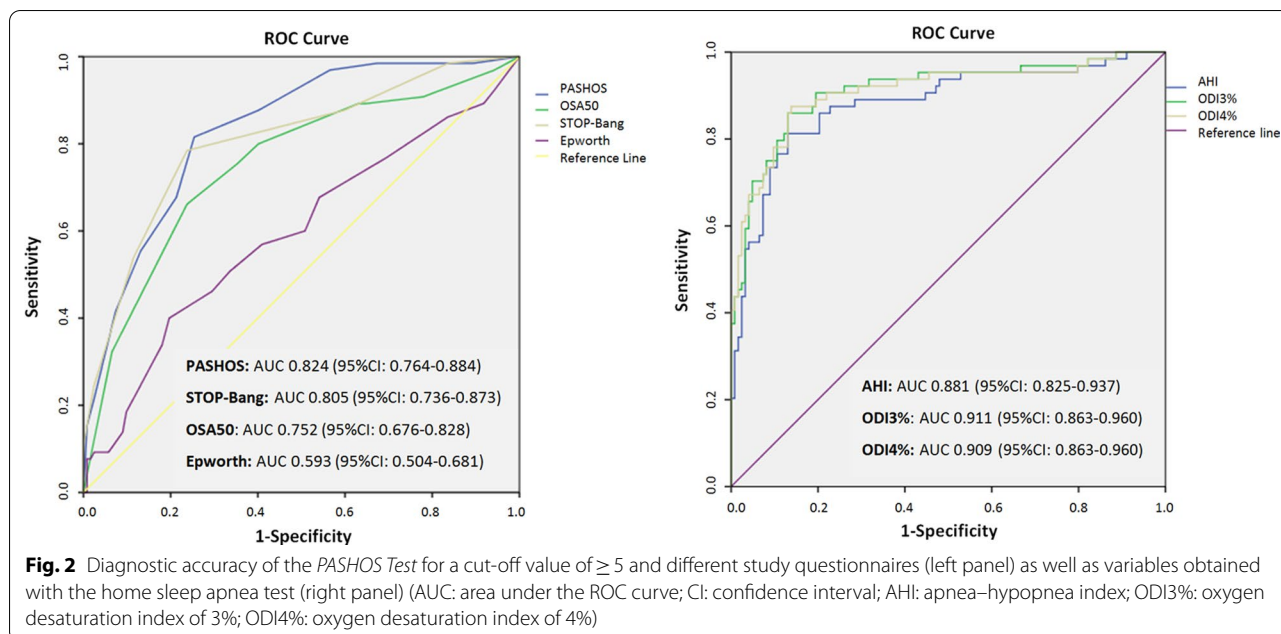 ROC Curve
1.0
0.8
0.6
0.4
0.2
0.0
Sensitivity
0.0 0.2 0.4 0.6 0.8 1.0
1-Specificity
PASHOS
OSA50
STOP-Bang
Epworth
Reference Line
PASHOS: AUC 0.824 (95%CI: 0.764-0.884)
STOP-Bang: AUC 0.805 (95%CI: 0.736-0.873)
OSA50: AUC 0.752 (95%CI: 0.676-0.828)
Epworth: AUC 0.593 (95%CI: 0.504-0.681)
ROC Curve
1.0
0.8
0.6
0.4
0.2
0.0
Sensitivity
0.0 0.2 0.4 0.6 0.8 1.0
1-Specificity
AHI
ODI3%
ODI4%
Reference line
AHI: AUC 0.881 (95%CI: 0.825-0.937)
ODI3%: AUC 0.911 (95%CI: 0.863-0.960)
ODI4%: AUC 0.909 (95%CI: 0.863-0.960)
Fig. 2 Diagnostic accuracy of the PASHOS Test for a cut-off value of ≥ 5 and different study questionnaires (left panel) as well as variables obtained
with the home sleep apnea test (right panel) (AUC: area under the ROC curve; CI: confidence interval; AHI: apnea–hypopnea index; ODI3%: oxygen
desaturation index of 3%; ODI4%: oxygen desaturation index of 4%)